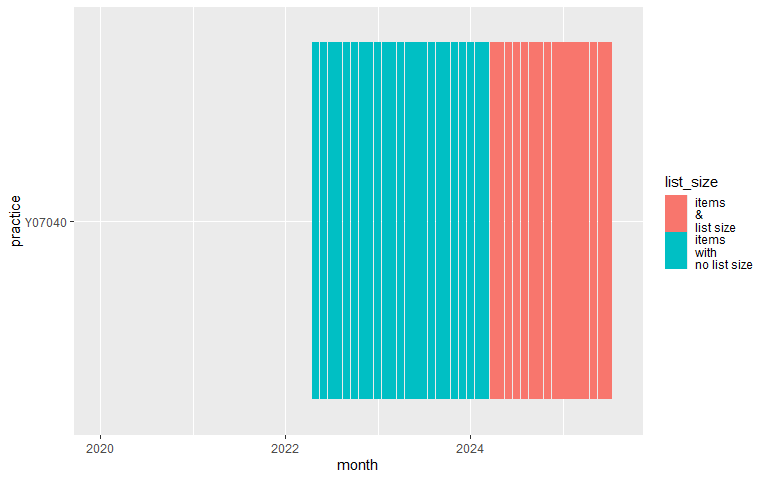 practice
Y07040
2020
2022
2024
month
list_size
items
&
list size
items
with
no list size